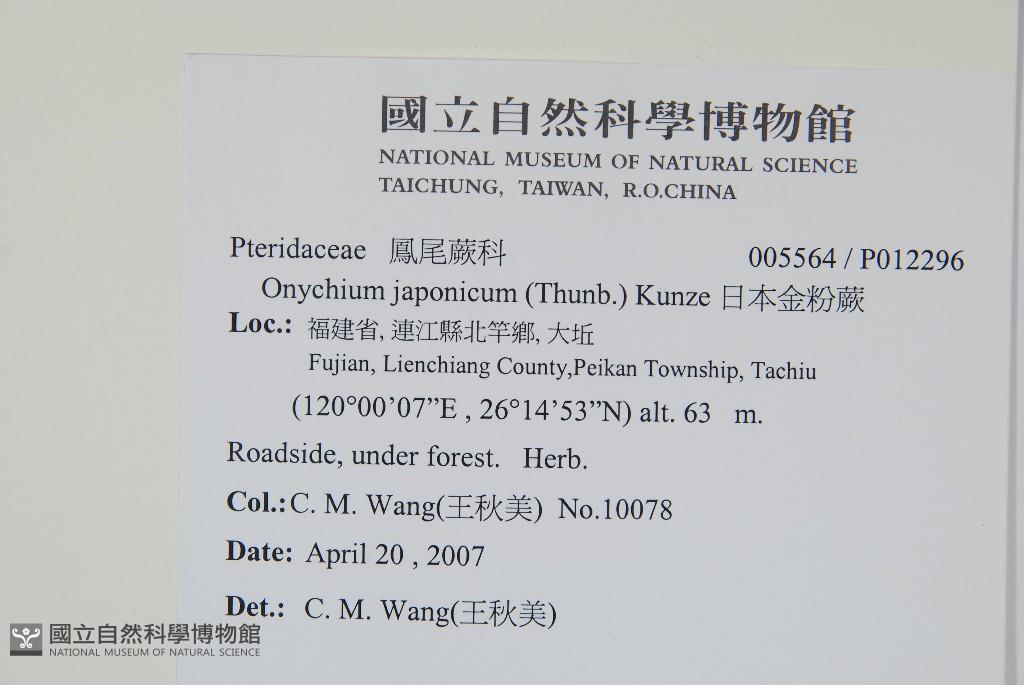 國立自然科學博物館
NATIONAL MUSEUM OF NATURAL SCIENCE
TAICHUNG, TAIWAN, R.O.CHINA
Pteridaceae 鳳尾蕨科 005564 / P012296
Onychium japonicum (Thunb.) Kunze 日本金粉蕨
Loc.: 福建省, 連江縣北竿鄉, 大坵
Fujian, Lienchiang County,Peikan Township, Tachiu
(120°00’07”E , 26°14’53”N) alt. 63 m.
Roadside, under forest. Herb.
Col.:C. M. Wang(王秋美) No.10078
Date: April 20 , 2007
Det.: C. M. Wang(王秋美)
國立自然科學博物館
NATIONAL MUSEUM OF NATURAL SCIENCE